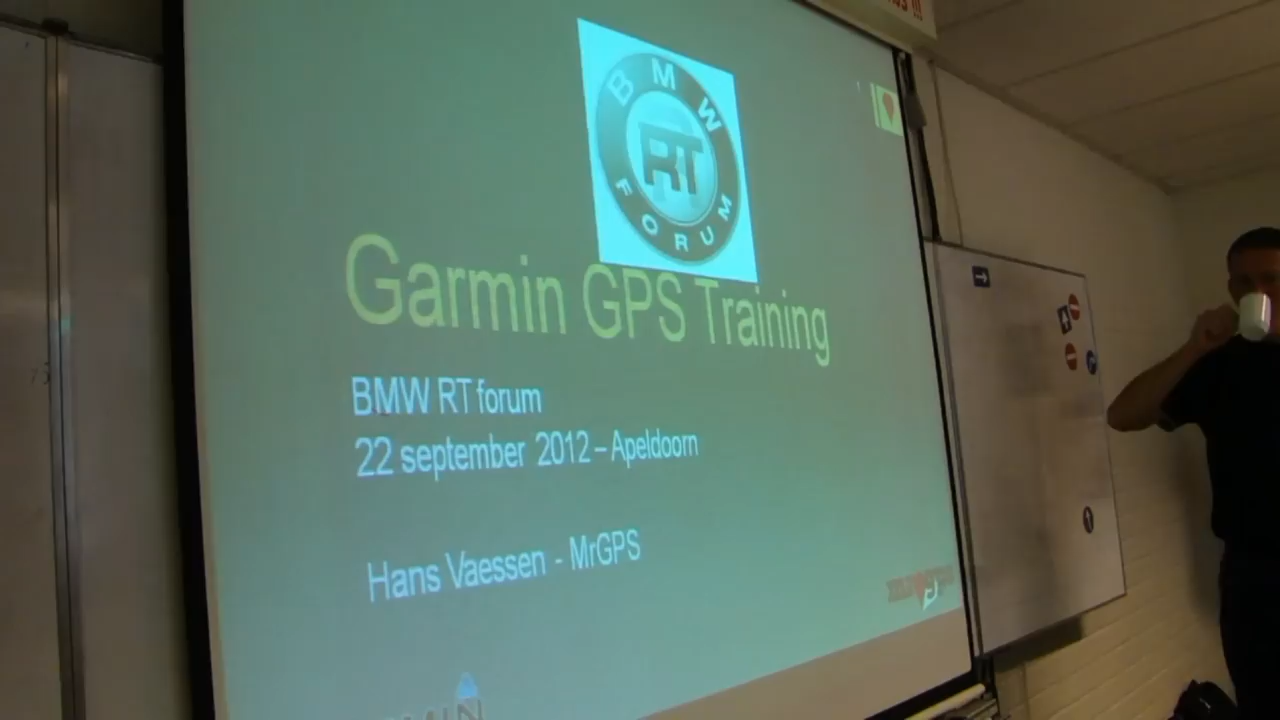 BMW
RT
FORUM
Garmin GPS Training
BMW RT forum
22 september 2012 – Apeldoorn
Hans Vaessen - MrGPS